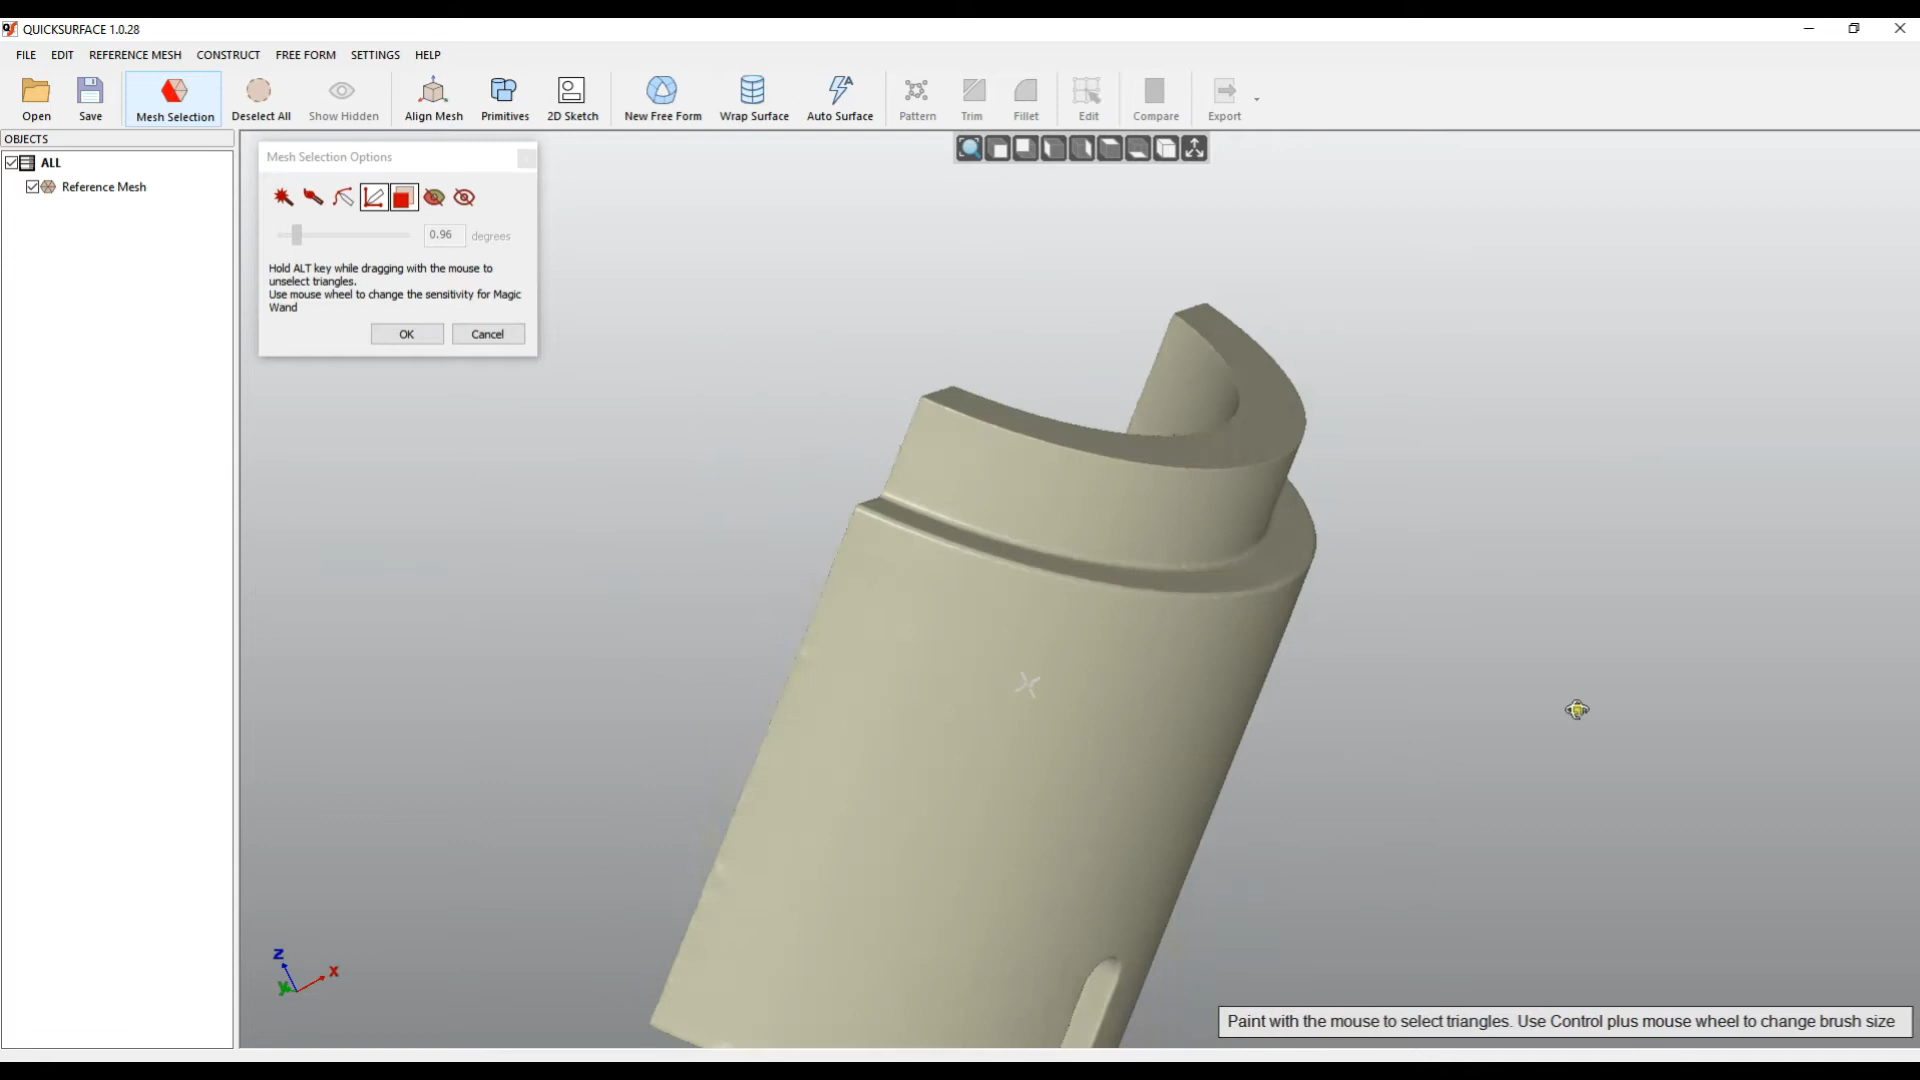 QUICKSURFACE 1.0.28
FILE EDIT REFERENCE MESH CONSTRUCT FREE FORM SETTINGS HELP
Open Save Mesh Selection Deselect All Show Hidden Align Mesh Primitives 2D Sketch New Free Form Wrap Surface Auto Surface Pattern Trim Fillet Edit Compare Export
OBJECTS
ALL
Reference Mesh
Mesh Selection Options
0.96 degrees
Hold ALT key while dragging with the mouse to
unselect triangles.
Use mouse wheel to change the sensitivity for Magic
Wand
OK Cancel
z
x
y
Paint with the mouse to select triangles. Use Control plus mouse wheel to change brush size